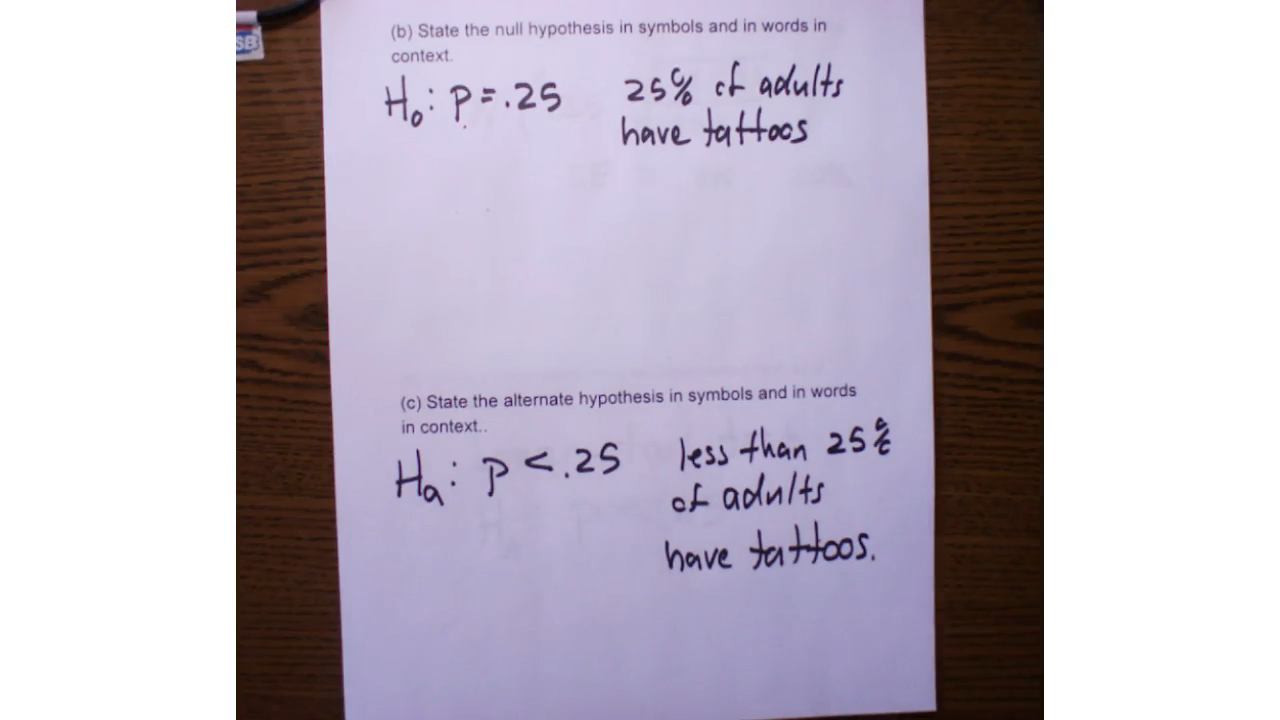 SB
(b) State the null hypothesis in symbols and in words in
context.
H₀: p = .25 25% of adults
have tattoos
(c) State the alternate hypothesis in symbols and in words
in context..
Hₐ: p < .25 less than 25%
of adults
have tattoos.